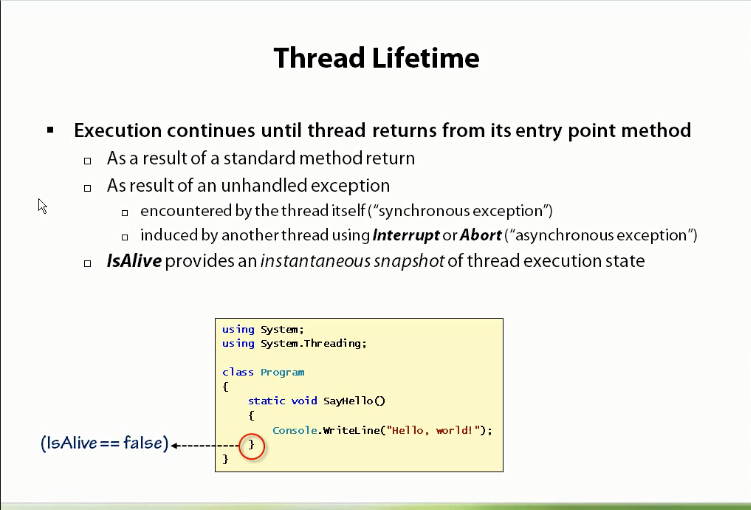 Thread Lifetime
▪ Execution continues until thread returns from its entry point method
□ As a result of a standard method return
□ As result of an unhandled exception
□ encountered by the thread itself (“synchronous exception”)
□ induced by another thread using Interrupt or Abort (“asynchronous exception”)
□ IsAlive provides an instantaneous snapshot of thread execution state
using System;
using System.Threading;
class Program
{
static void SayHello()
{
Console.WriteLine("Hello, world!");
(IsAlive == false) }
}